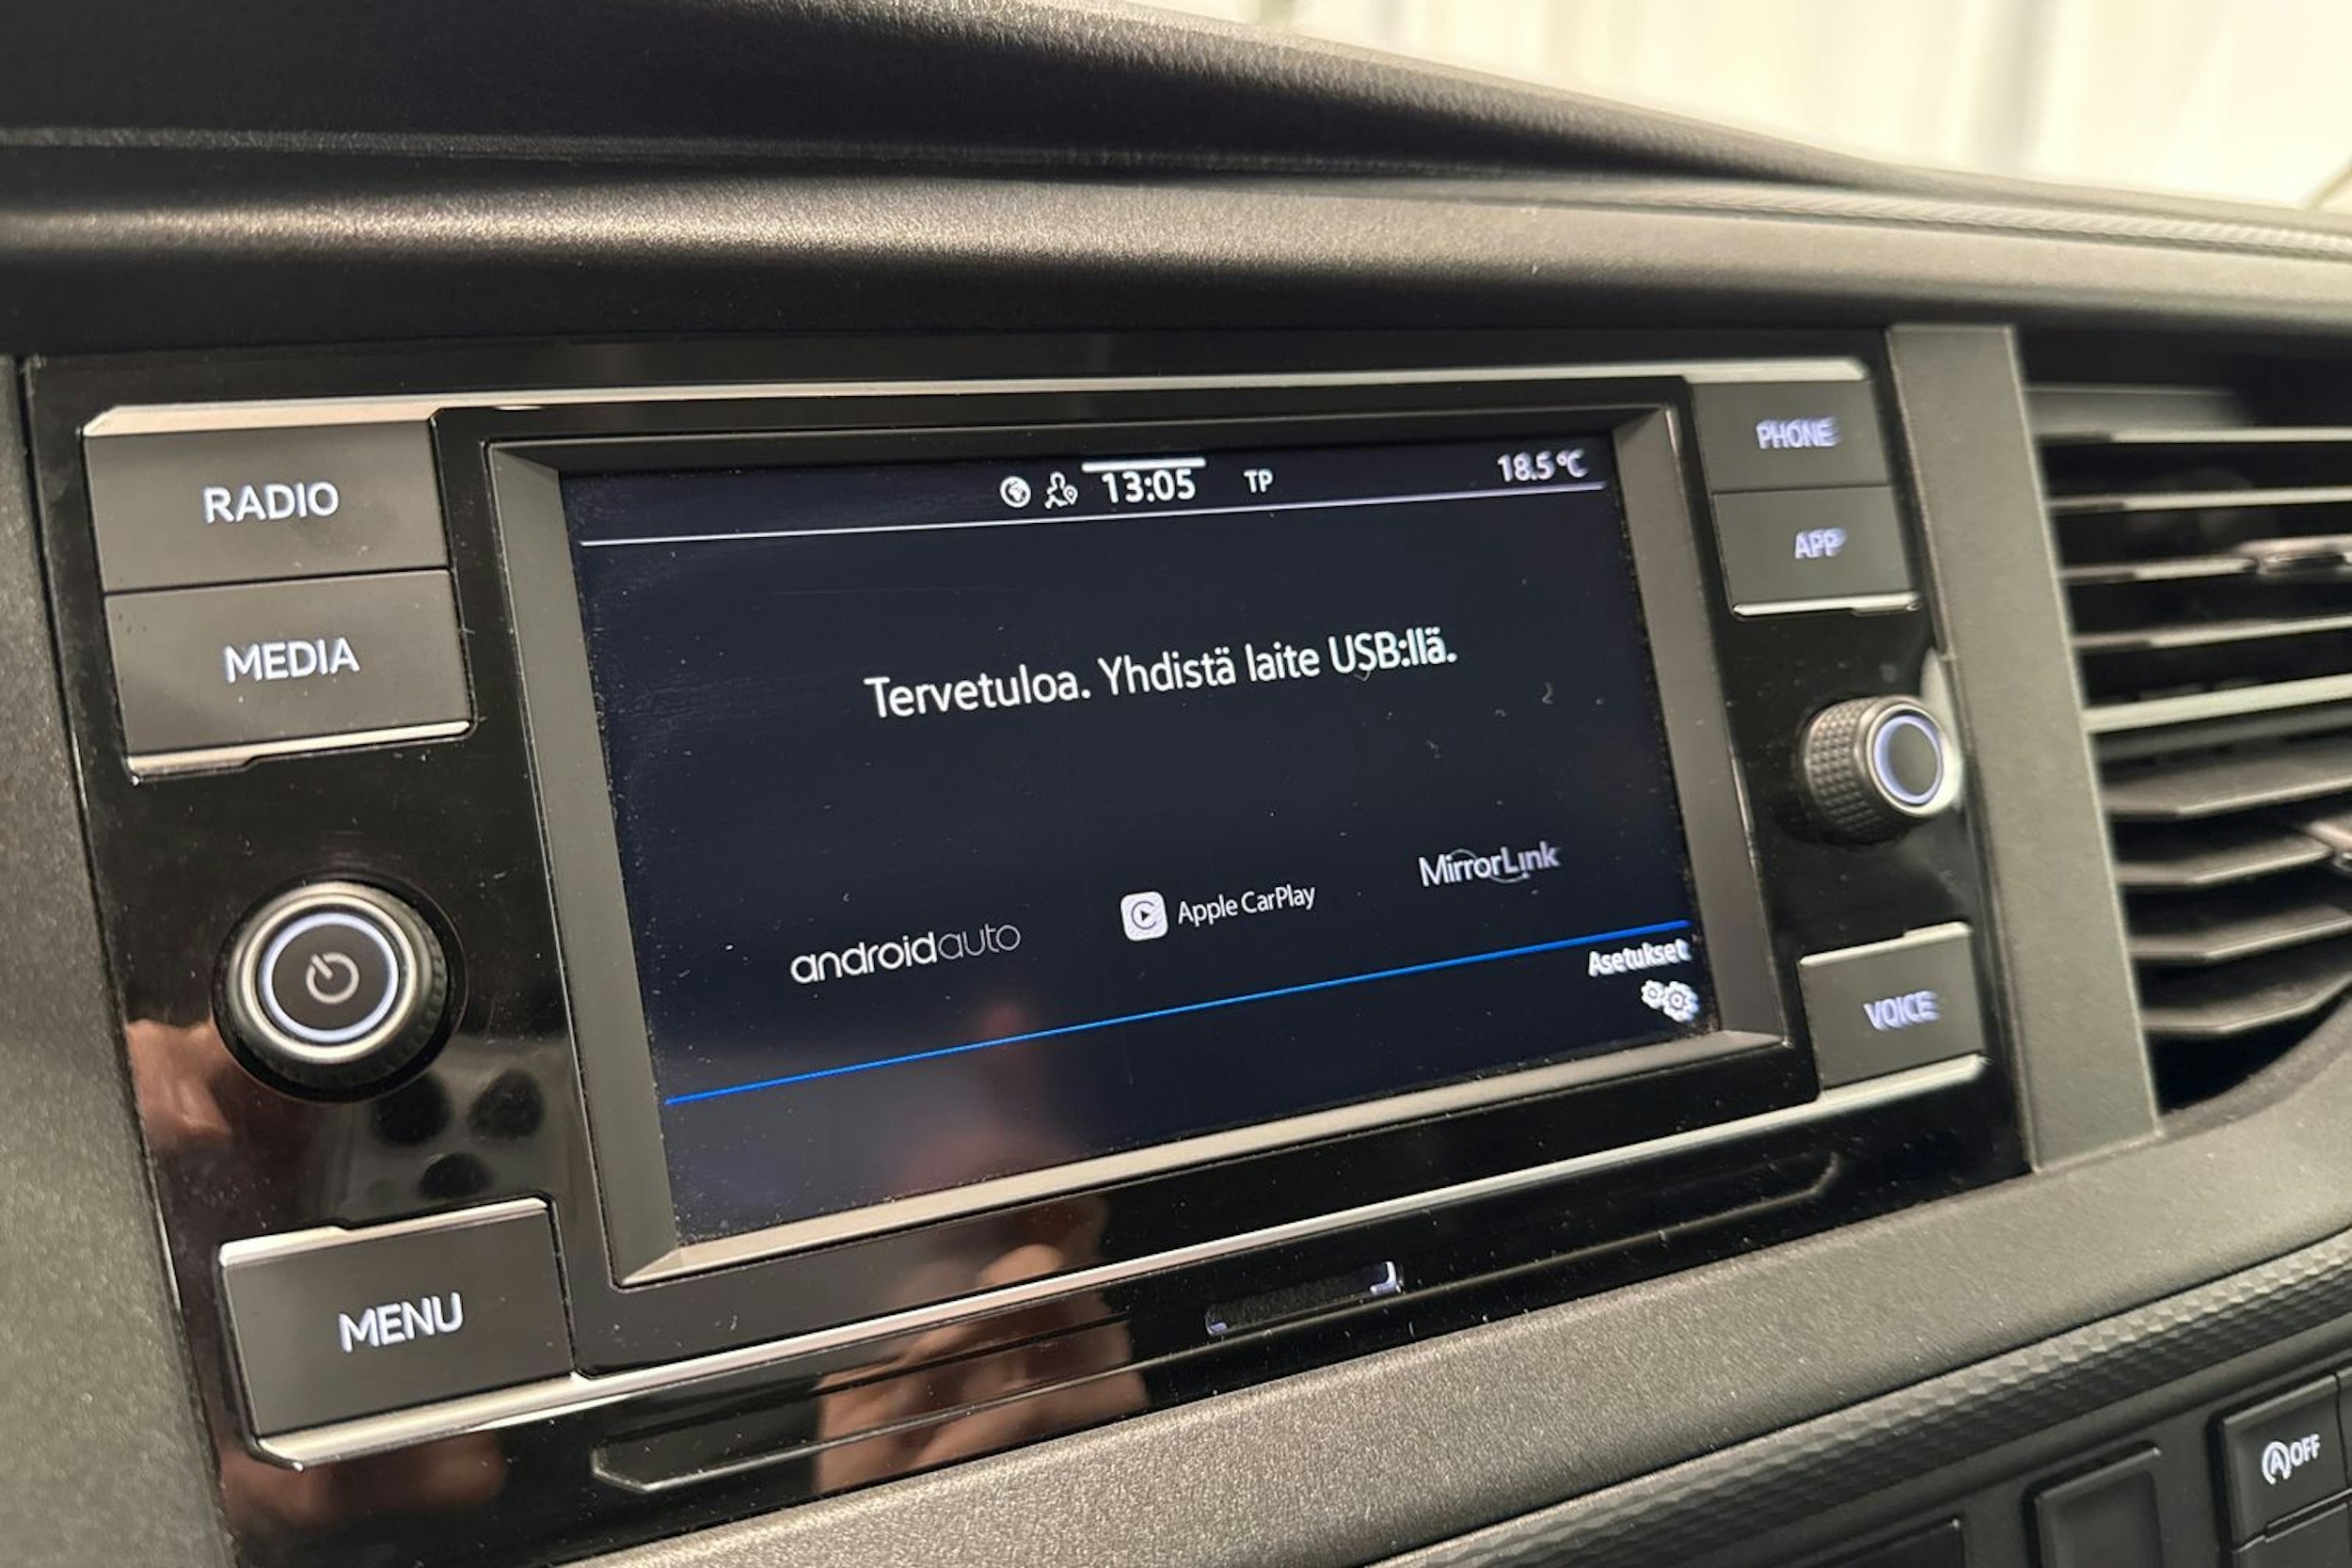 RADIO
MEDIA
MENU
13:05 TP 18.5 °C
Tervetuloa. Yhdistä laite USB:llä.
androidauto Apple CarPlay MirrorLink
Asetukset
PHONE
APP
VOICE
A OFF